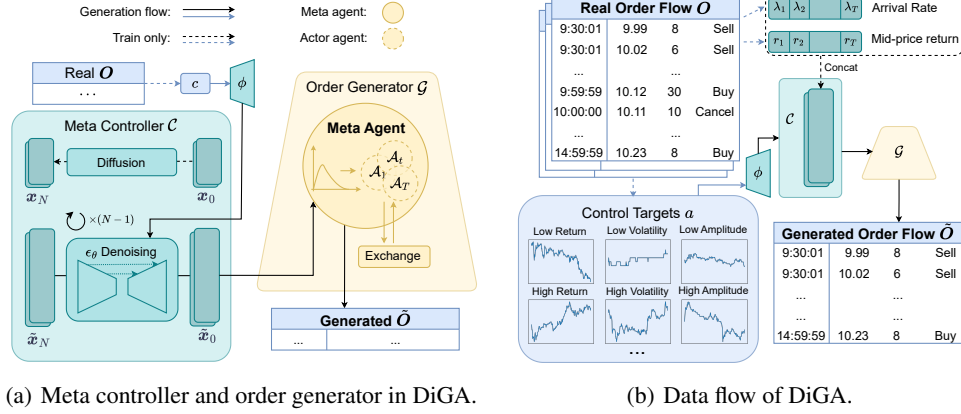 Generation flow:
Train only:
Meta agent:
Actor agent:
Real O
...
c
ϕ
Meta Controller C
Diffusion
x_N
x_0
×(N−1)
ϵ_θ Denoising
x̃_N
x̃_0
Order Generator G
Meta Agent
A_t
A_T
Exchange
Generated Õ
... ...
(a) Meta controller and order generator in DiGA.
Real Order Flow O
9:30:01 9.99 8 Sell
9:30:01 10.02 6 Sell
... ...
9:59:59 10.12 30 Buy
10:00:00 10.11 10 Cancel
... ...
14:59:59 10.23 8 Buy
λ_1 λ_2 λ_T Arrival Rate
r_1 r_2 r_T Mid-price return
Concat
C
ϕ
G
Control Targets a
Low Return Low Volatility Low Amplitude
High Return High Volatility High Amplitude
...
Generated Order Flow Õ
9:30:01 9.99 8 Sell
9:30:01 10.02 6 Sell
... ...
... ...
14:59:59 10.23 8 Buy
(b) Data flow of DiGA.